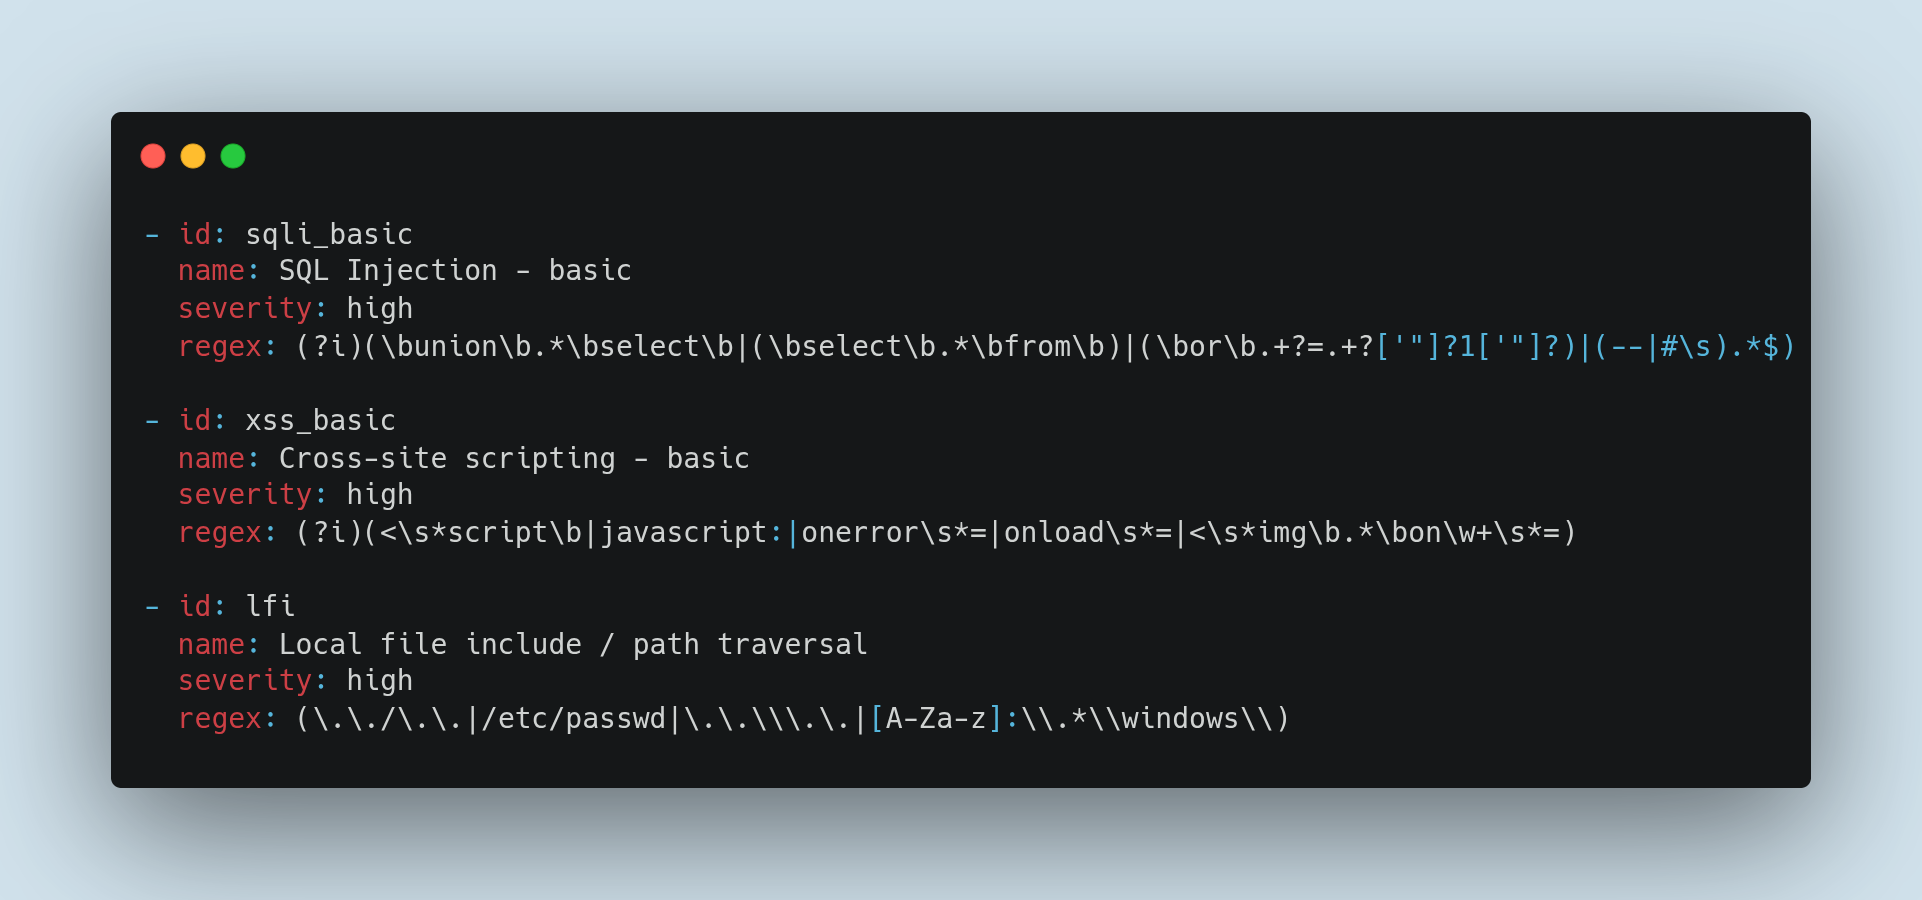 - id: sqli_basic
  name: SQL Injection - basic
  severity: high
  regex: (?i)(\bunion\b.*\bselect\b|(\bselect\b.*\bfrom\b)|(\bor\b.+?=.+?['"]?1['"]?)|(--|#\s).*$)

- id: xss_basic
  name: Cross-site scripting - basic
  severity: high
  regex: (?i)(<\s*script\b|javascript:|onerror\s*=|onload\s*=|<\s*img\b.*\bon\w+\s*=)

- id: lfi
  name: Local file include / path traversal
  severity: high
  regex: (\.\./\.\.|/etc/passwd|\.\.\\\.\.|[A-Za-z]:\\.*\\windows\\)